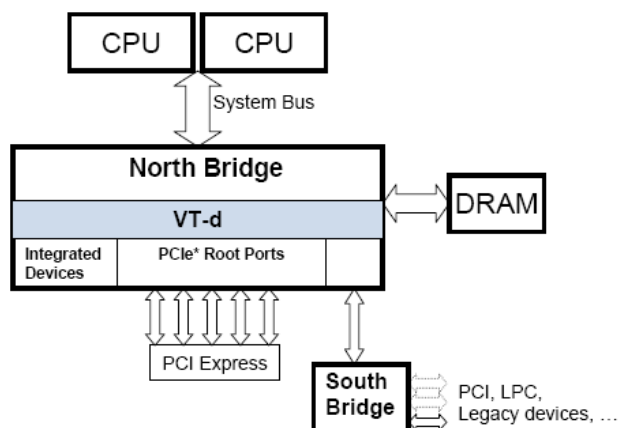 CPU
CPU
System Bus
North Bridge
VT-d
DRAM
Integrated
Devices
PCIe* Root Ports
PCI Express
South
Bridge
PCI, LPC,
Legacy devices, ...